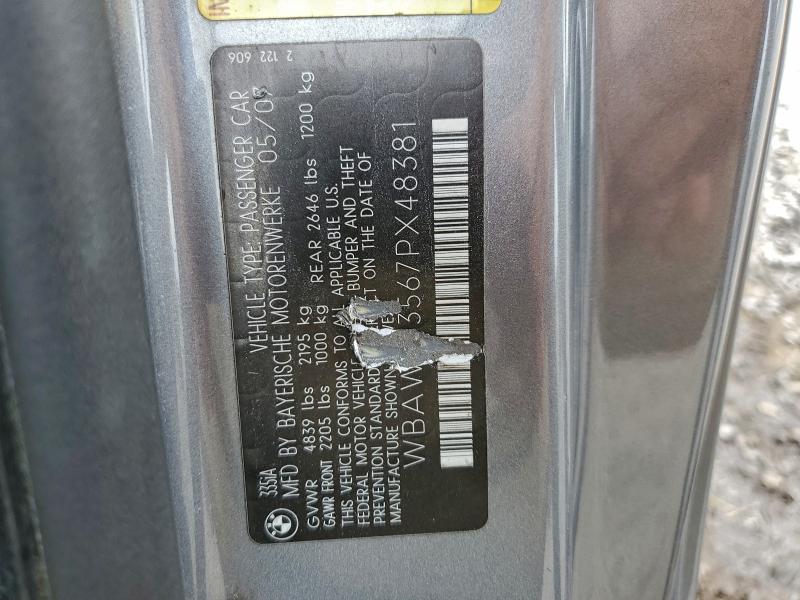 335IA VEHICLE TYPE: PASSENGER CAR 2 122 606
MFD BY BAYERISCHE MOTORENWERKE
GVWR 4839 lbs 2195 kg
GAWR FRONT 2205 lbs 1000 kg REAR 2646 lbs 1200 kg
THIS VEHICLE CONFORMS TO ALL APPLICABLE U.S.
FEDERAL MOTOR VEHICLE BUMPER AND THEFT
PREVENTION STANDARD ON THE DATE OF
MANUFACTURE SHOWN
WBAW 3567PX48381